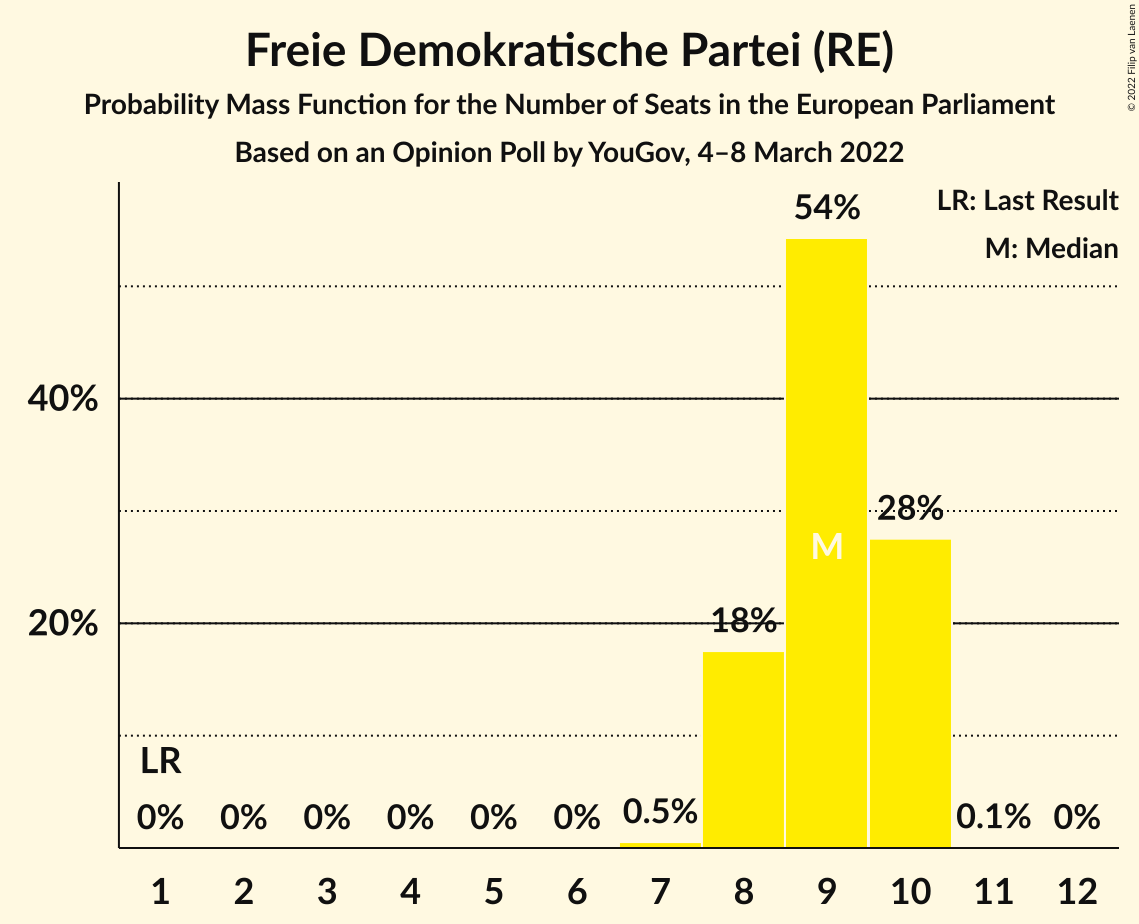 Freie Demokratische Partei (RE)
Probability Mass Function for the Number of Seats in the European Parliament
Based on an Opinion Poll by YouGov, 4–8 March 2022
© 2022 Filip van Laenen
LR: Last Result
M: Median
54%
40%
28%
M
20%
18%
LR
0% 0% 0% 0% 0% 0% 0.5% 0.1% 0%
1 2 3 4 5 6 7 8 9 10 11 12